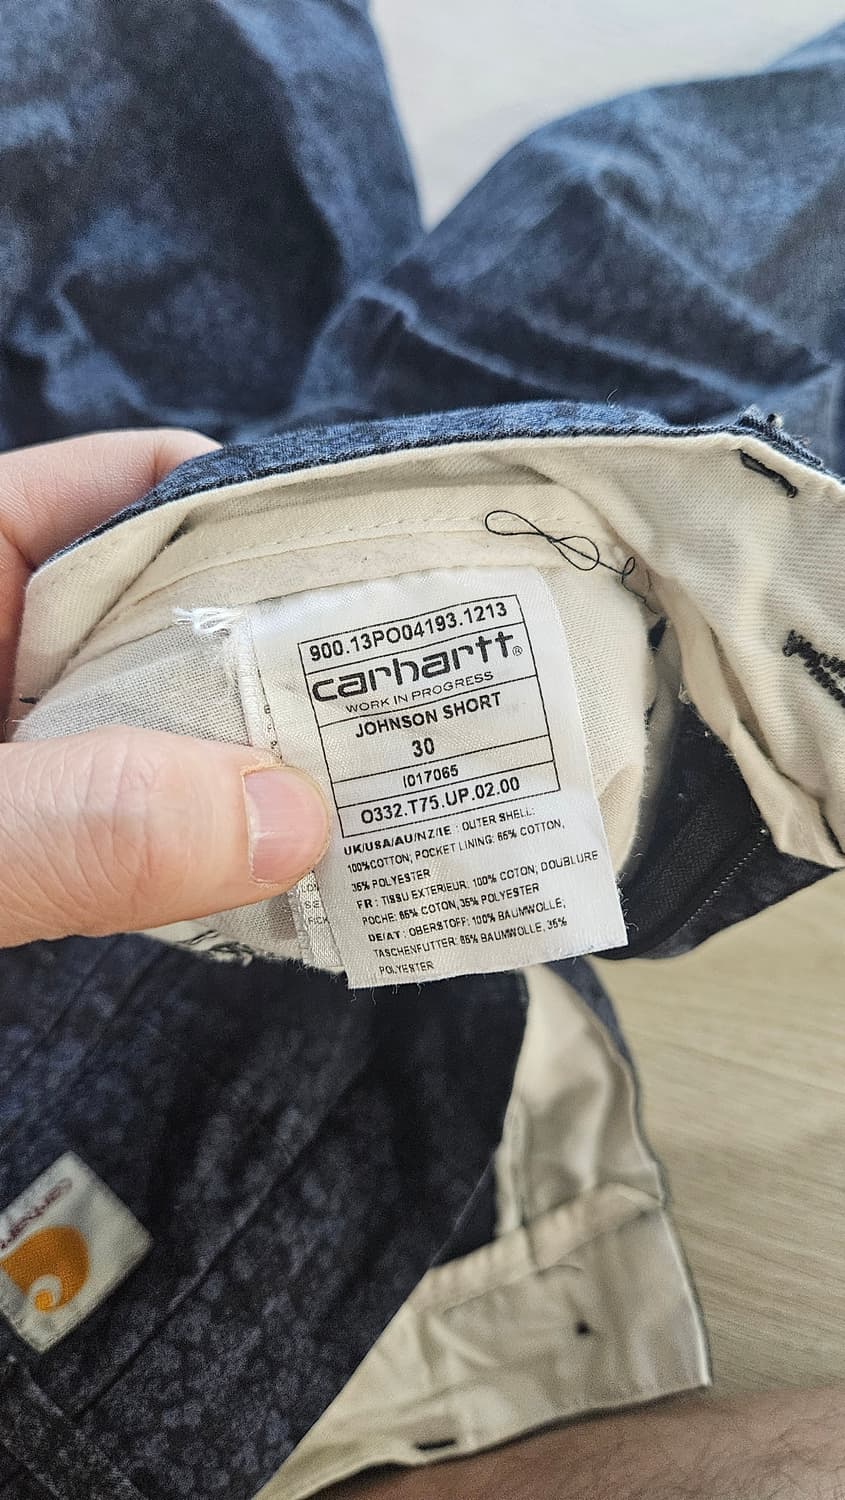 900.13PO04193.1213
carhartt®
WORK IN PROGRESS
JOHNSON SHORT
30
I017065
O332.T75.UP.02.00
UK/USA/AU/NZ/IE : OUTER SHELL:
100%COTTON; POCKET LINING: 65% COTTON,
35% POLYESTER
FR : TISSU EXTERIEUR: 100% COTON; DOUBLURE
POCHE: 65% COTON, 35% POLYESTER
DE/AT : OBERSTOFF: 100% BAUMWOLLE;
TASCHENFUTTER: 65% BAUMWOLLE, 35%
POLYESTER
carhartt